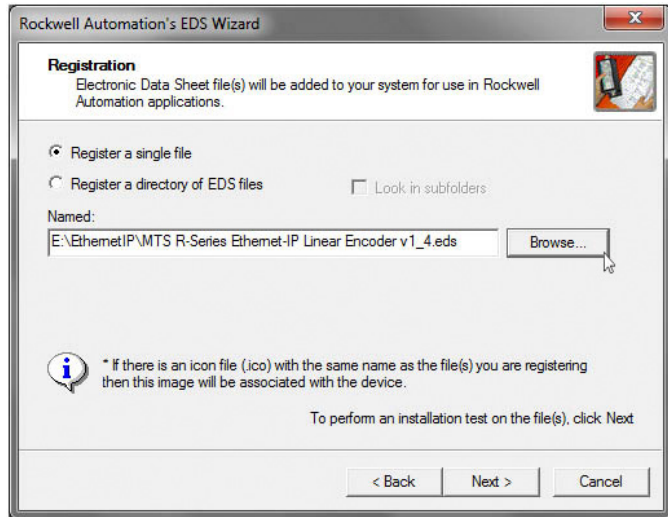 Rockwell Automation's EDS Wizard
Registration
Electronic Data Sheet file(s) will be added to your system for use in Rockwell
Automation applications.
Register a single file
Register a directory of EDS files
Look in subfolders
Named:
E:\EthernetIP\MTS R-Series Ethernet-IP Linear Encoder v1_4.eds
Browse...
* If there is an icon file (.ico) with the same name as the file(s) you are registering
then this image will be associated with the device.
To perform an installation test on the file(s), click Next
< Back
Next >
Cancel